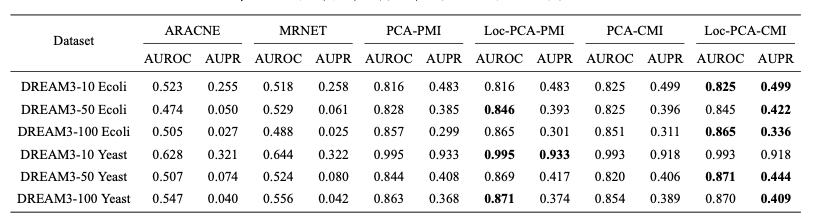 ARACNE MRNET PCA-PMI Loc-PCA-PMI PCA-CMI Loc-PCA-CMI
Dataset
AUROC AUPR AUROC AUPR AUROC AUPR AUROC AUPR AUROC AUPR AUROC AUPR
DREAM3-10 Ecoli 0.523 0.255 0.518 0.258 0.816 0.483 0.816 0.483 0.825 0.499 0.825 0.499
DREAM3-50 Ecoli 0.474 0.050 0.529 0.061 0.828 0.385 0.846 0.393 0.825 0.396 0.845 0.422
DREAM3-100 Ecoli 0.505 0.027 0.488 0.025 0.857 0.299 0.865 0.301 0.851 0.311 0.865 0.336
DREAM3-10 Yeast 0.628 0.321 0.644 0.322 0.995 0.933 0.995 0.933 0.993 0.918 0.993 0.918
DREAM3-50 Yeast 0.507 0.074 0.524 0.080 0.844 0.408 0.869 0.417 0.820 0.406 0.871 0.444
DREAM3-100 Yeast 0.547 0.040 0.556 0.042 0.863 0.368 0.871 0.374 0.854 0.389 0.870 0.409